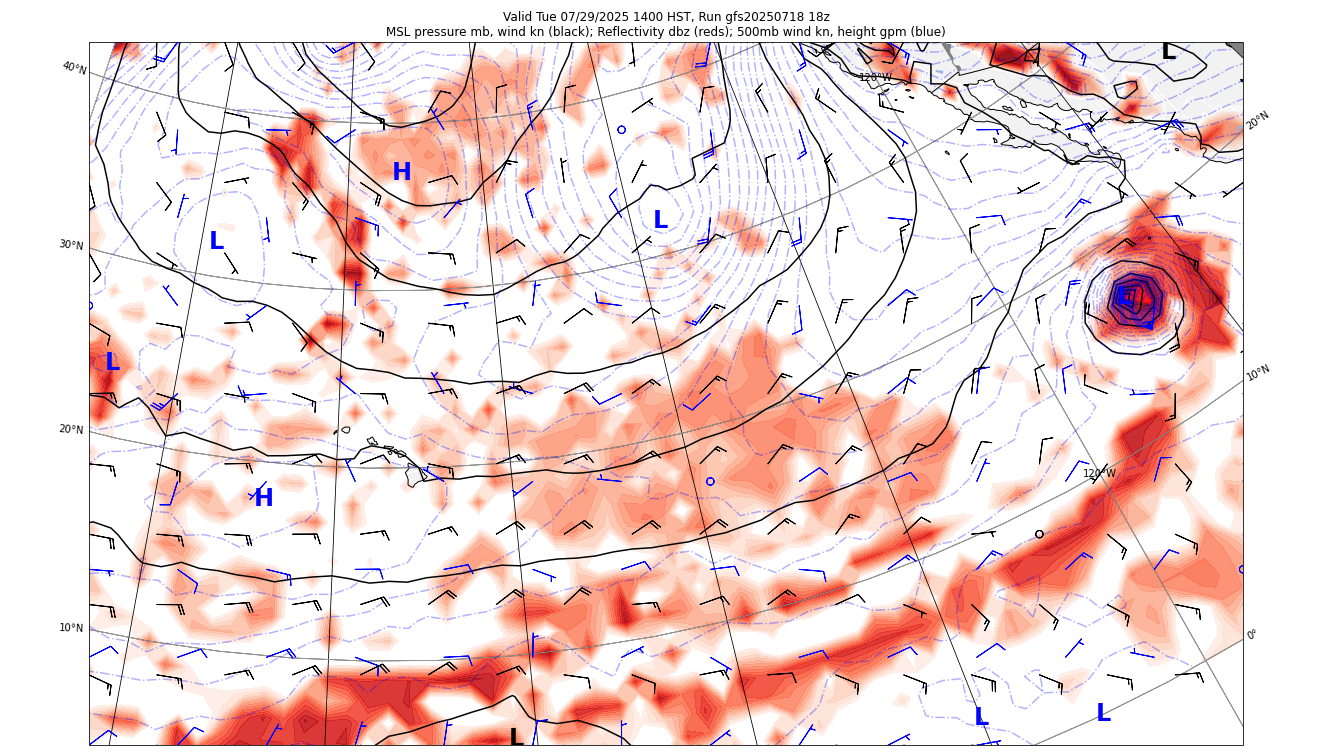 Valid Tue 07/29/2025 1400 HST, Run gfs20250718 18z
MSL pressure mb, wind kn (black); Reflectivity dbz (reds); 500mb wind kn, height gpm (blue)
L
40°N
120°W
20°N
H
L
L
30°N
L
L
10°N
20°N
120°W
H
10°N
0°
L
L
L